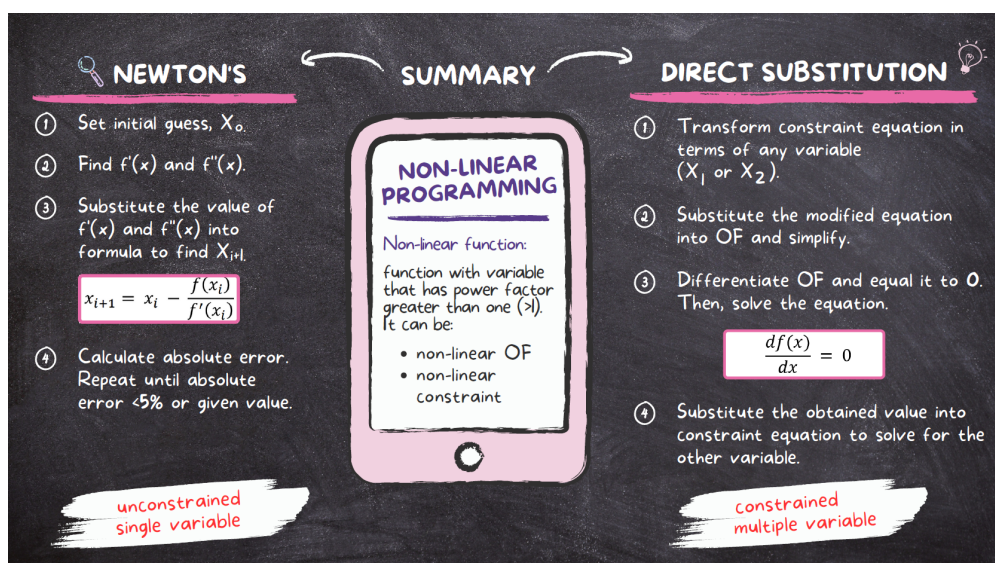 SUMMARY
NEWTON'S
① Set initial guess, X₀.
② Find f'(x) and f''(x).
③ Substitute the value of
f'(x) and f''(x) into
formula to find Xᵢ₊₁.
xᵢ₊₁ = xᵢ − f(xᵢ)/f'(xᵢ)
④ Calculate absolute error.
Repeat until absolute
error <5% or given value.
unconstrained
single variable
NON-LINEAR
PROGRAMMING
Non-linear function:
function with variable
that has power factor
greater than one (>1).
It can be:
• non-linear OF
• non-linear
constraint
DIRECT SUBSTITUTION
① Transform constraint equation in
terms of any variable
(X₁ or X₂).
② Substitute the modified equation
into OF and simplify.
③ Differentiate OF and equal it to 0.
Then, solve the equation.
df(x)/dx = 0
④ Substitute the obtained value into
constraint equation to solve for the
other variable.
constrained
multiple variable